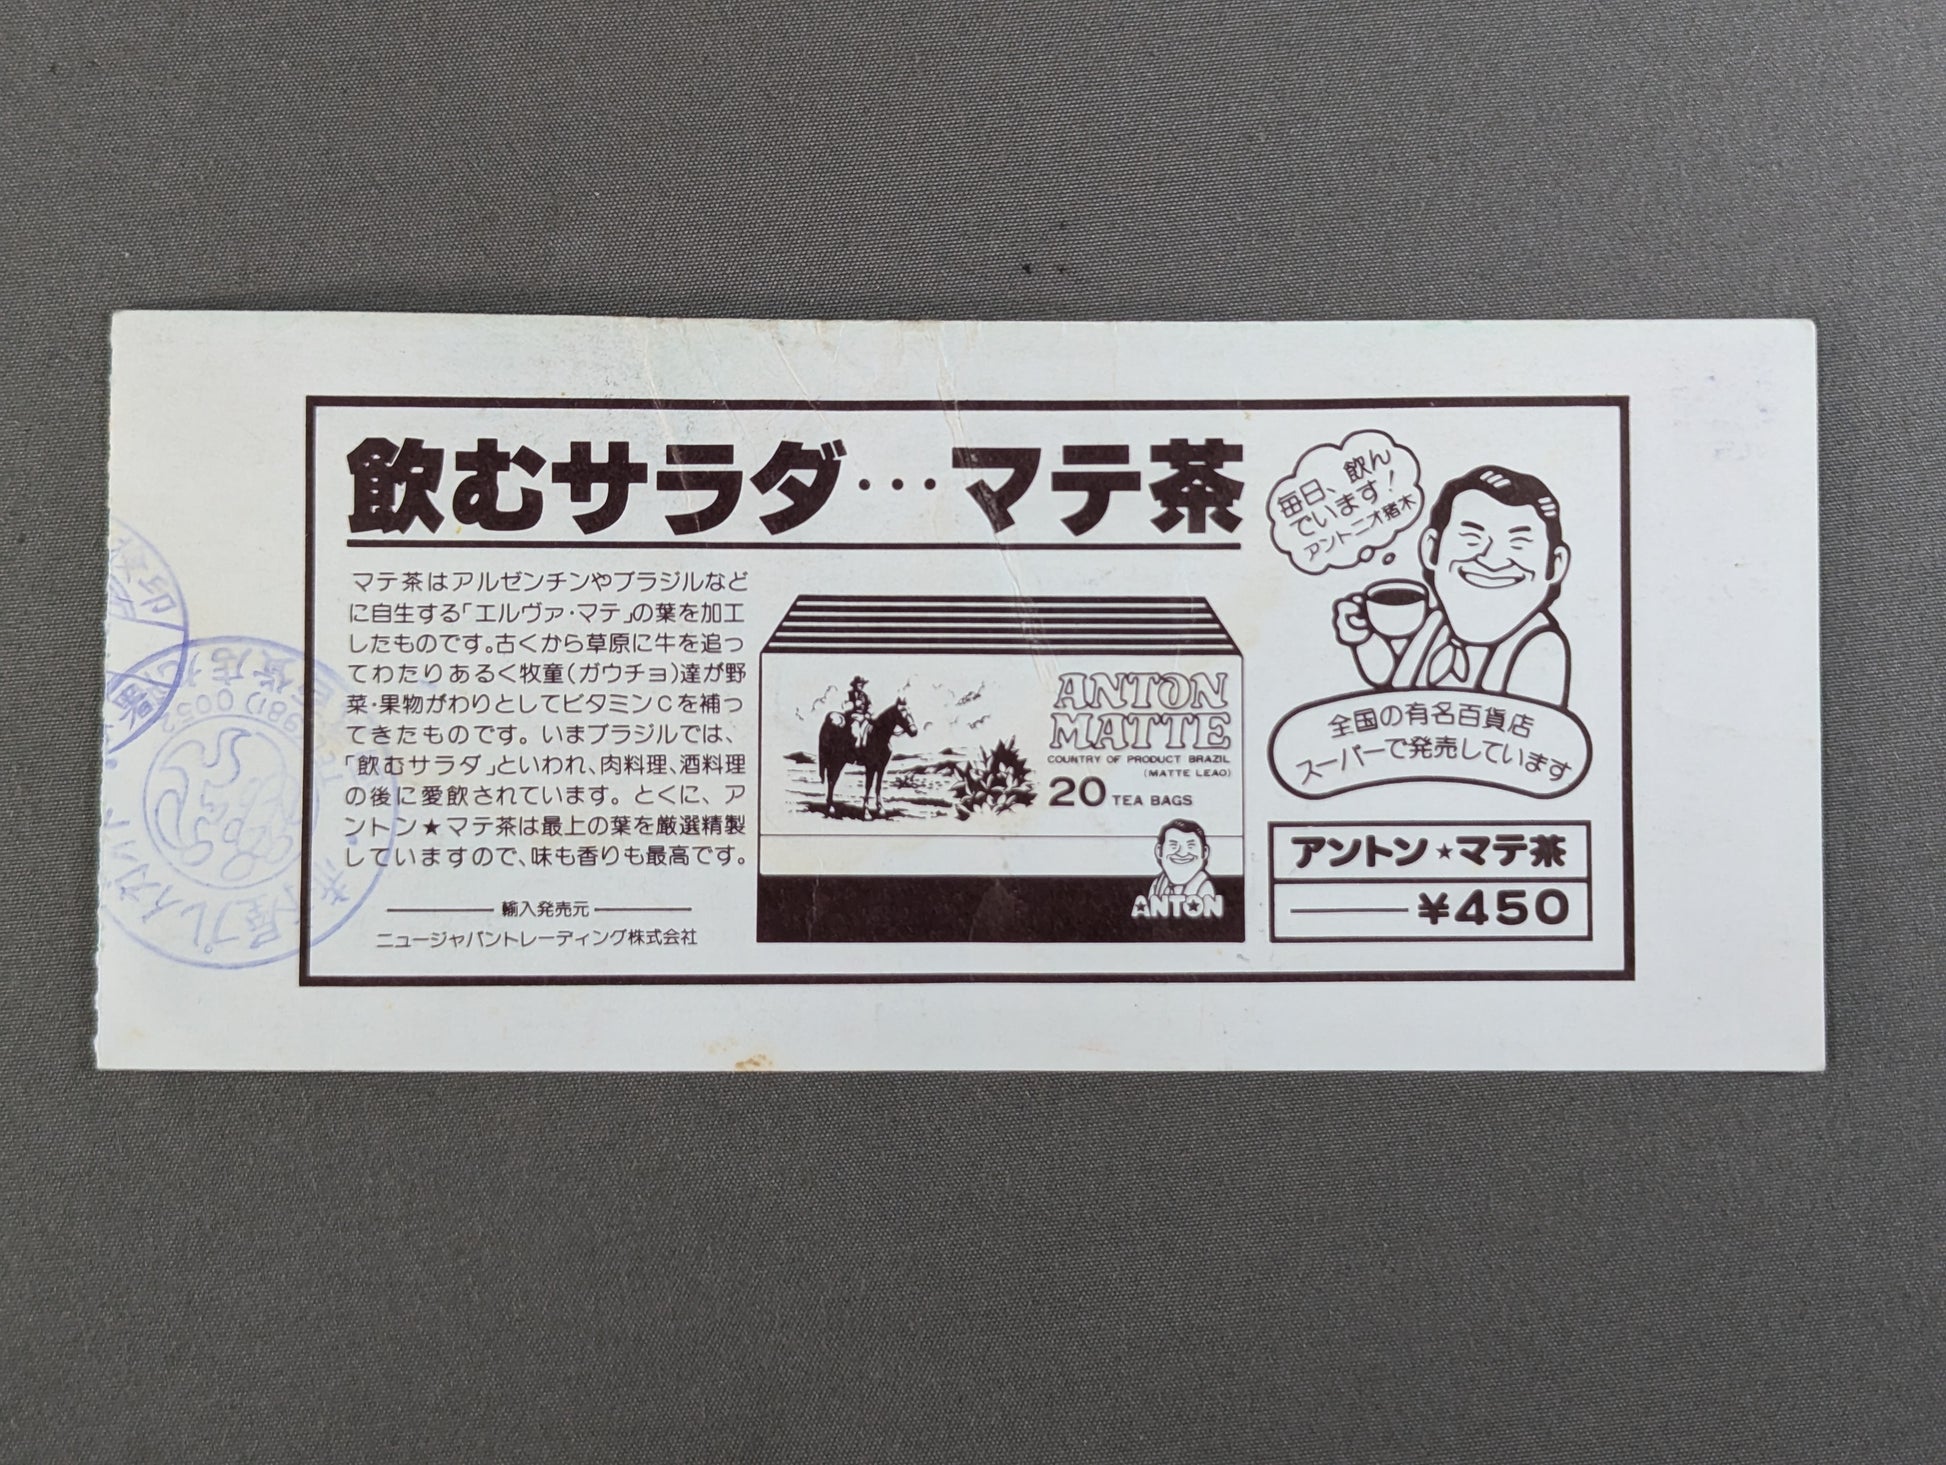 飲むサラダ…マテ茶
マテ茶はアルゼンチンやブラジルなど
に自生する「エルヴァ・マテ」の葉を加工
したものです。古くから草原に牛を追っ
てわたりあるく牧童(ガウチョ)達が野
菜・果物がわりとしてビタミンCを補っ
てきたものです。いまブラジルでは、
「飲むサラダ」といわれ、肉料理、酒料理
の後に愛飲されています。とくに、ア
ントン★マテ茶は最上の葉を厳選精製
していますので、味も香りも最高です。
輸入発売元
ニュージャパントレーディング株式会社
ANTON
MATTE
COUNTRY OF PRODUCT BRAZIL
(MATTE LEAO)
20 TEA BAGS
ANTON
毎日、飲ん
でいます!
アントニオ猪木
全国の有名百貨店
スーパーで発売しています
アントン★マテ茶
¥450